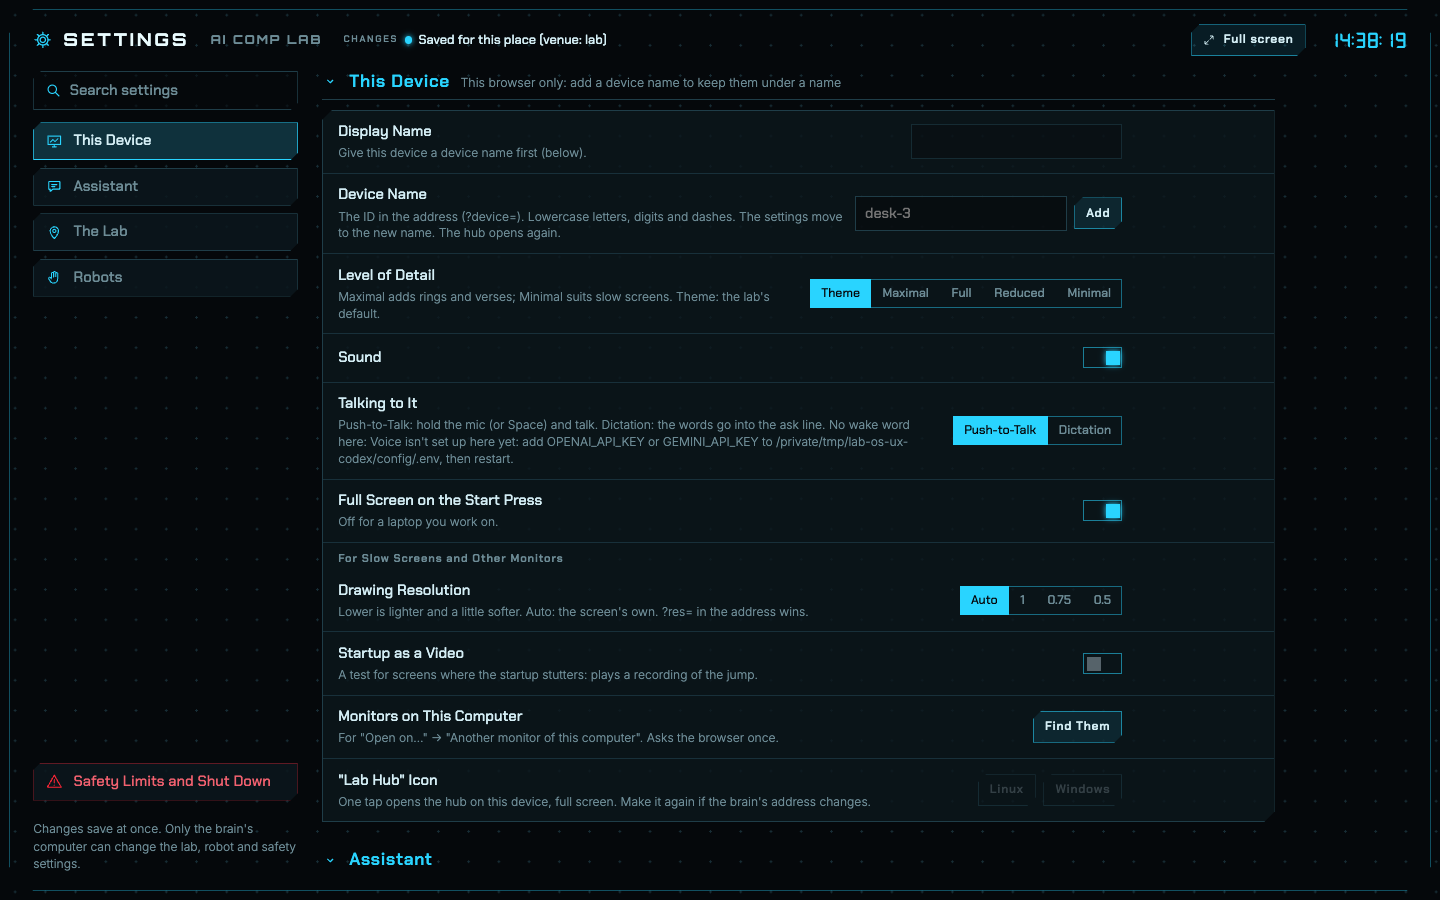 SETTINGS AI COMP LAB CHANGES Saved for this place (venue: lab) Full screen 14:38:19
Search settings
This Device
Assistant
The Lab
Robots
Safety Limits and Shut Down
Changes save at once. Only the brain's
computer can change the lab, robot and safety
settings.
This Device This browser only: add a device name to keep them under a name
Display Name
Give this device a device name first (below).
Device Name
The ID in the address (?device=). Lowercase letters, digits and dashes. The settings move
to the new name. The hub opens again.
desk-3 Add
Level of Detail
Maximal adds rings and verses; Minimal suits slow screens. Theme: the lab's
default.
Theme Maximal Full Reduced Minimal
Sound
Talking to It
Push-to-Talk: hold the mic (or Space) and talk. Dictation: the words go into the ask line. No wake word
here: Voice isn't set up here yet: add OPENAI_API_KEY or GEMINI_API_KEY to /private/tmp/lab-os-ux-
codex/config/.env, then restart.
Push-to-Talk Dictation
Full Screen on the Start Press
Off for a laptop you work on.
For Slow Screens and Other Monitors
Drawing Resolution
Lower is lighter and a little softer. Auto: the screen's own. ?res= in the address wins.
Auto 1 0.75 0.5
Startup as a Video
A test for screens where the startup stutters: plays a recording of the jump.
Monitors on This Computer
For "Open on..." → "Another monitor of this computer". Asks the browser once.
Find Them
"Lab Hub" Icon
One tap opens the hub on this device, full screen. Make it again if the brain's address changes.
Linux Windows
Assistant